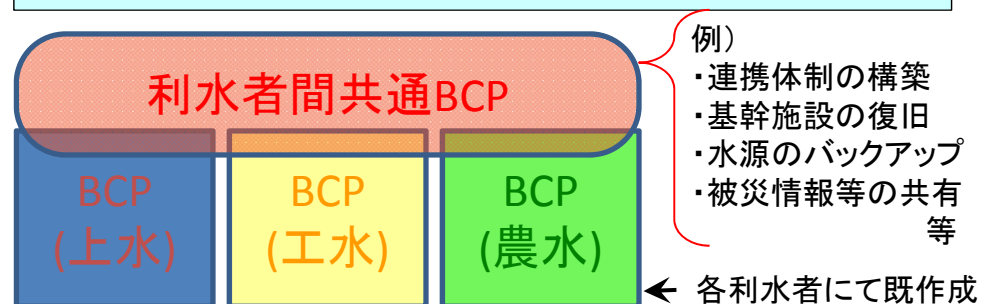 例）
・連携体制の構築
・基幹施設の復旧
・水源のバックアップ
・被災情報等の共有
等
利水者間共通BCP
BCP
(上水)
BCP
(工水)
BCP
(農水)
← 各利水者にて既作成